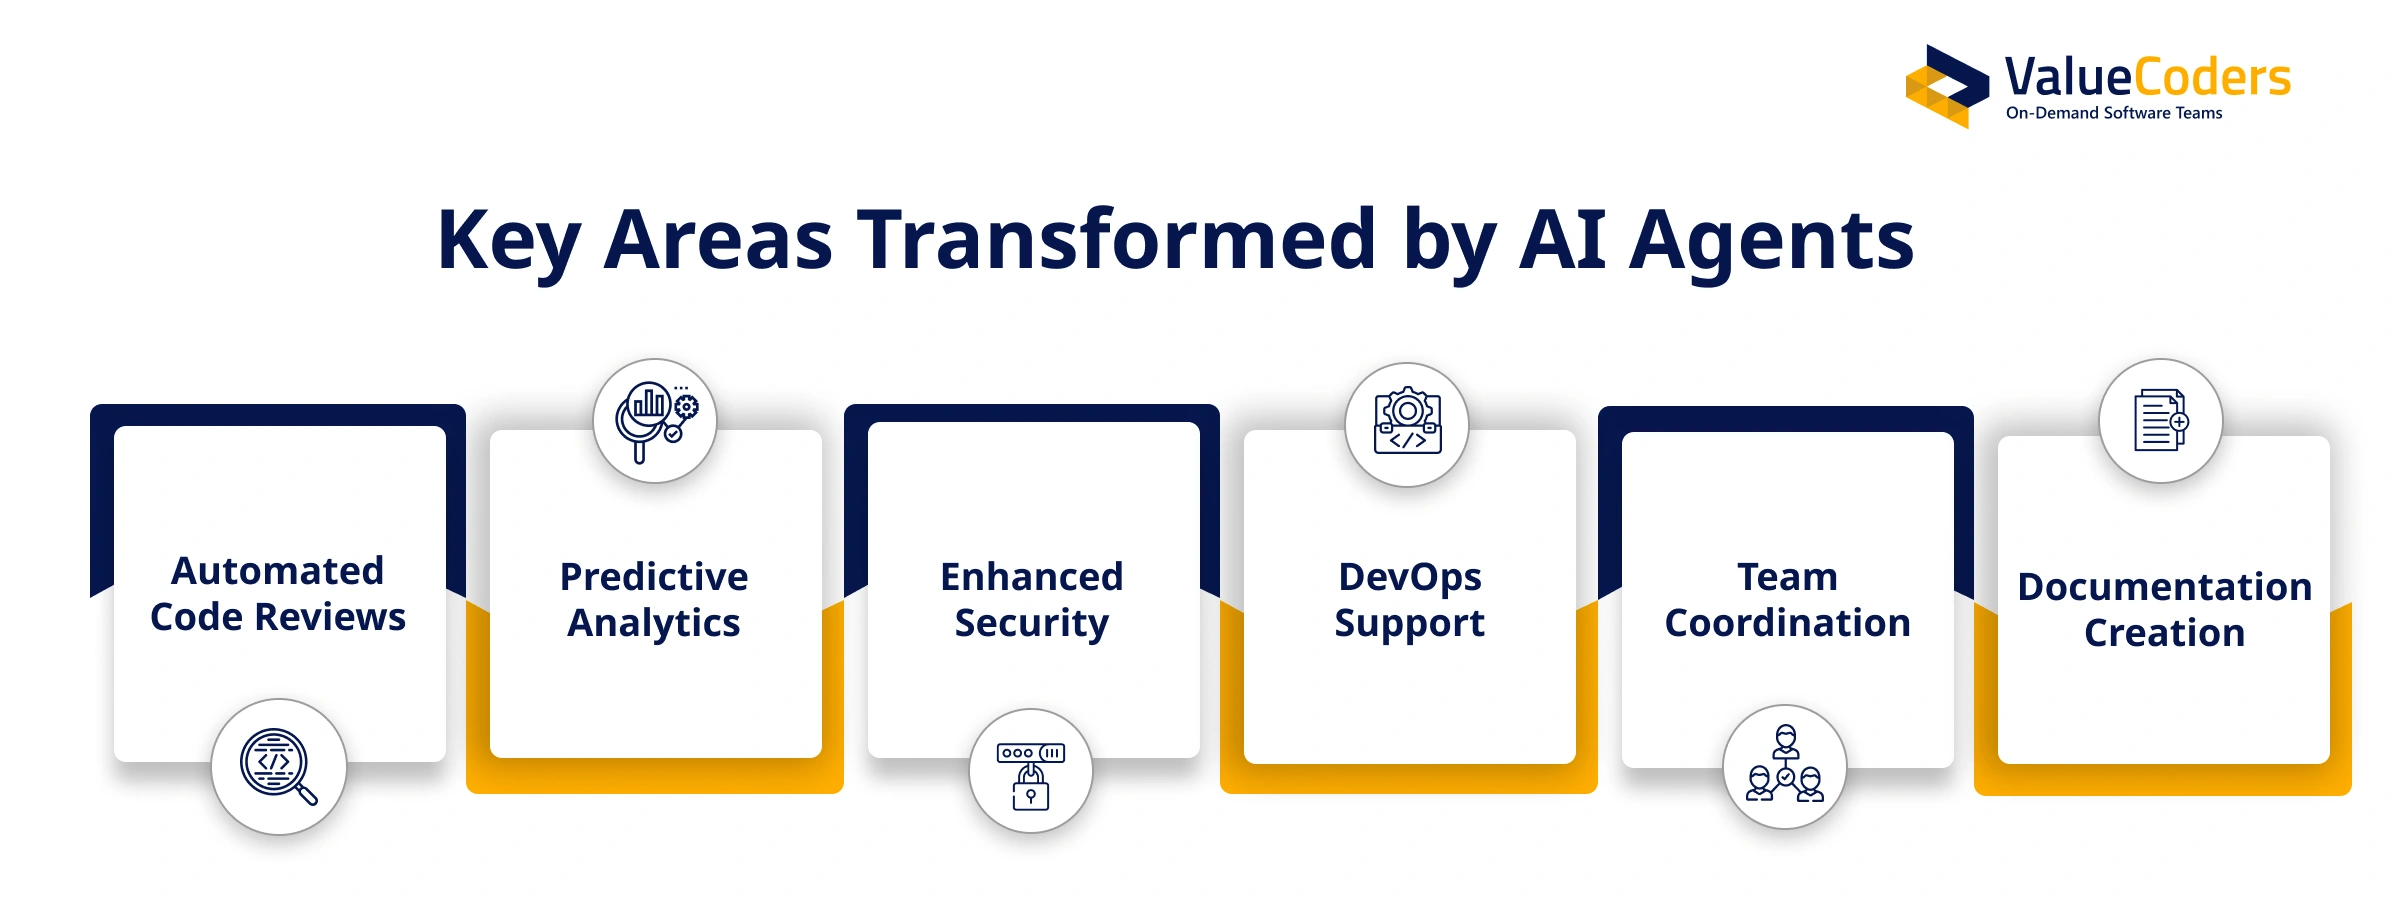 ValueCoders
On-Demand Software Teams
Key Areas Transformed by AI Agents
Automated
Code Reviews
Predictive
Analytics
Enhanced
Security
DevOps
Support
Team
Coordination
Documentation
Creation